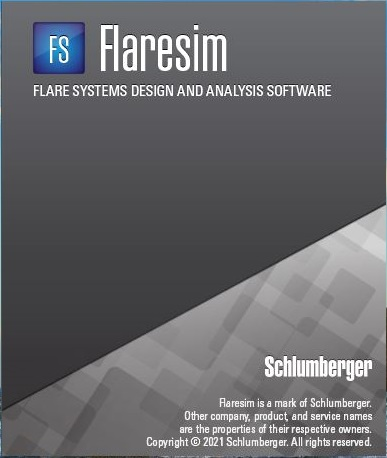 FS Flaresim
FLARE SYSTEMS DESIGN AND ANALYSIS SOFTWARE
Schlumberger
Flaresim is a mark of Schlumberger.
Other company, product, and service names
are the properties of their respective owners.
Copyright © 2021 Schlumberger. All rights reserved.